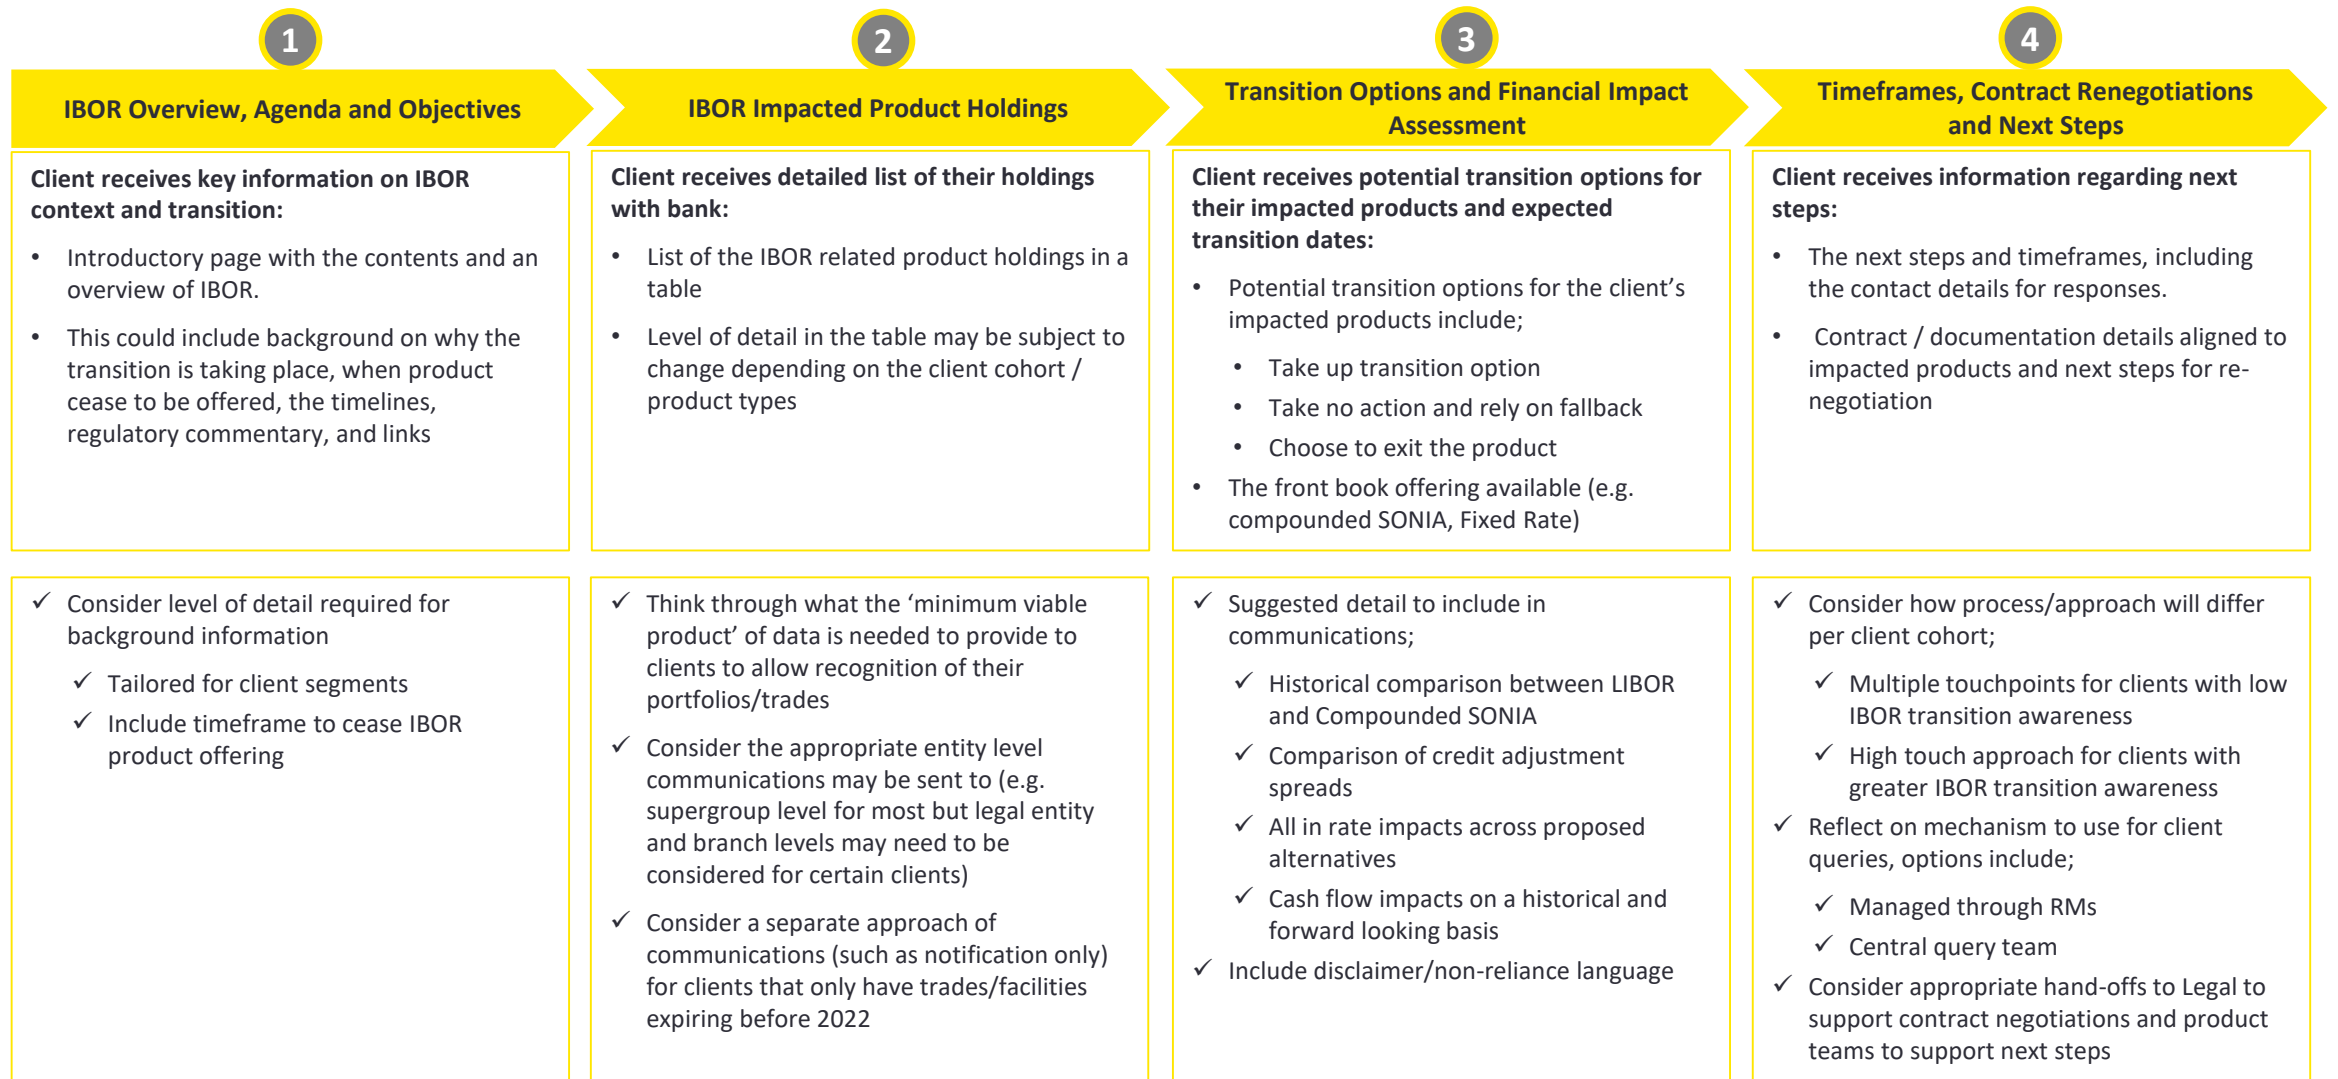 1
IBOR Overview, Agenda and Objectives
Client receives key information on IBOR
context and transition:
• Introductory page with the contents and an
overview of IBOR.
• This could include background on why the
transition is taking place, when product
cease to be offered, the timelines,
regulatory commentary, and links
✓ Consider level of detail required for
background information
✓ Tailored for client segments
✓ Include timeframe to cease IBOR
product offering
2
IBOR Impacted Product Holdings
Client receives detailed list of their holdings
with bank:
• List of the IBOR related product holdings in a
table
• Level of detail in the table may be subject to
change depending on the client cohort /
product types
✓ Think through what the ‘minimum viable
product’ of data is needed to provide to
clients to allow recognition of their
portfolios/trades
✓ Consider the appropriate entity level
communications may be sent to (e.g.
supergroup level for most but legal entity
and branch levels may need to be
considered for certain clients)
✓ Consider a separate approach of
communications (such as notification only)
for clients that only have trades/facilities
expiring before 2022
3
Transition Options and Financial Impact
Assessment
Client receives potential transition options for
their impacted products and expected
transition dates:
• Potential transition options for the client’s
impacted products include;
• Take up transition option
• Take no action and rely on fallback
• Choose to exit the product
• The front book offering available (e.g.
compounded SONIA, Fixed Rate)
✓ Suggested detail to include in
communications;
✓ Historical comparison between LIBOR
and Compounded SONIA
✓ Comparison of credit adjustment
spreads
✓ All in rate impacts across proposed
alternatives
✓ Cash flow impacts on a historical and
forward looking basis
✓ Include disclaimer/non-reliance language
4
Timeframes, Contract Renegotiations
and Next Steps
Client receives information regarding next
steps:
• The next steps and timeframes, including
the contact details for responses.
• Contract / documentation details aligned to
impacted products and next steps for re-
negotiation
✓ Consider how process/approach will differ
per client cohort;
✓ Multiple touchpoints for clients with low
IBOR transition awareness
✓ High touch approach for clients with
greater IBOR transition awareness
✓ Reflect on mechanism to use for client
queries, options include;
✓ Managed through RMs
✓ Central query team
✓ Consider appropriate hand-offs to Legal to
support contract negotiations and product
teams to support next steps